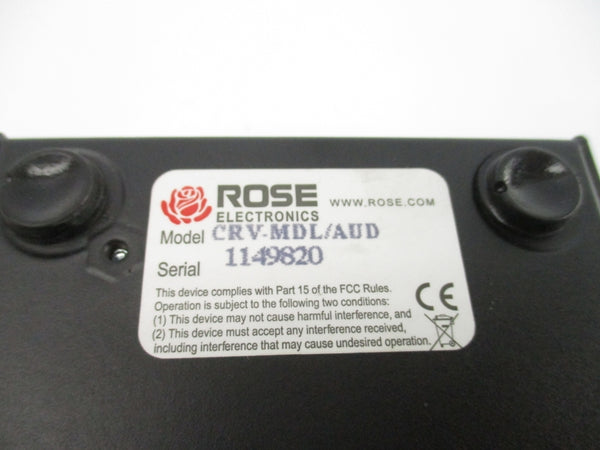 ROSE WWW.ROSE.COM
ELECTRONICS
Model CRV-MDL/AUD
Serial 1149820
This device complies with Part 15 of the FCC Rules.
Operation is subject to the following two conditions:
(1) This device may not cause harmful interference, and
(2) This device must accept any interference received,
including interference that may cause undesired operation.
CE